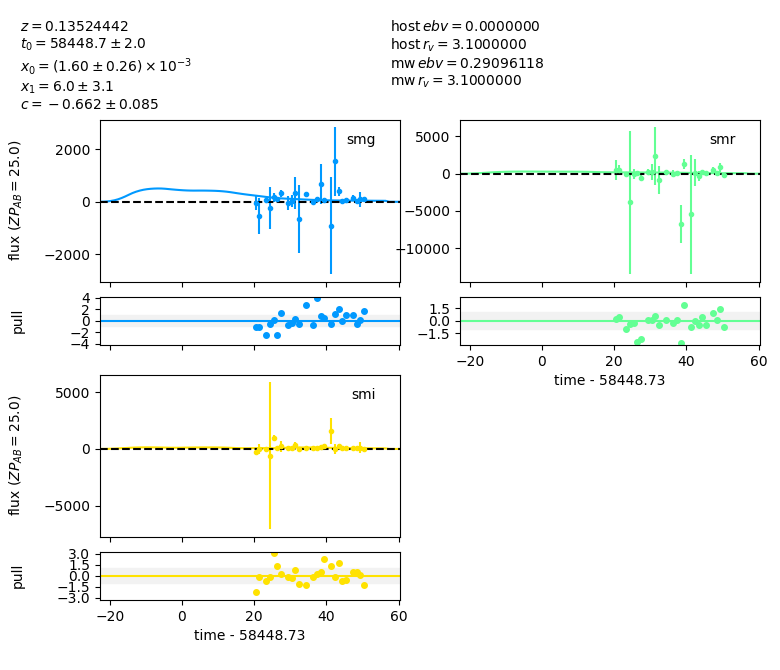 z = 0.13524442
t₀ = 58448.7 ± 2.0
x₀ = (1.60 ± 0.26) × 10⁻³
x₁ = 6.0 ± 3.1
c = −0.662 ± 0.085
host ebv = 0.0000000
host r_v = 3.1000000
mw ebv = 0.29096118
mw r_v = 3.1000000
smg
2000
0
−2000
flux (ZP_AB = 25.0)
4
2
0
−2
−4
pull
smr
5000
0
−5000
−10000
1.5
0.0
−1.5
−20 0 20 40 60
time - 58448.73
smi
5000
0
−5000
flux (ZP_AB = 25.0)
3.0
1.5
0.0
−1.5
−3.0
pull
−20 0 20 40 60
time - 58448.73